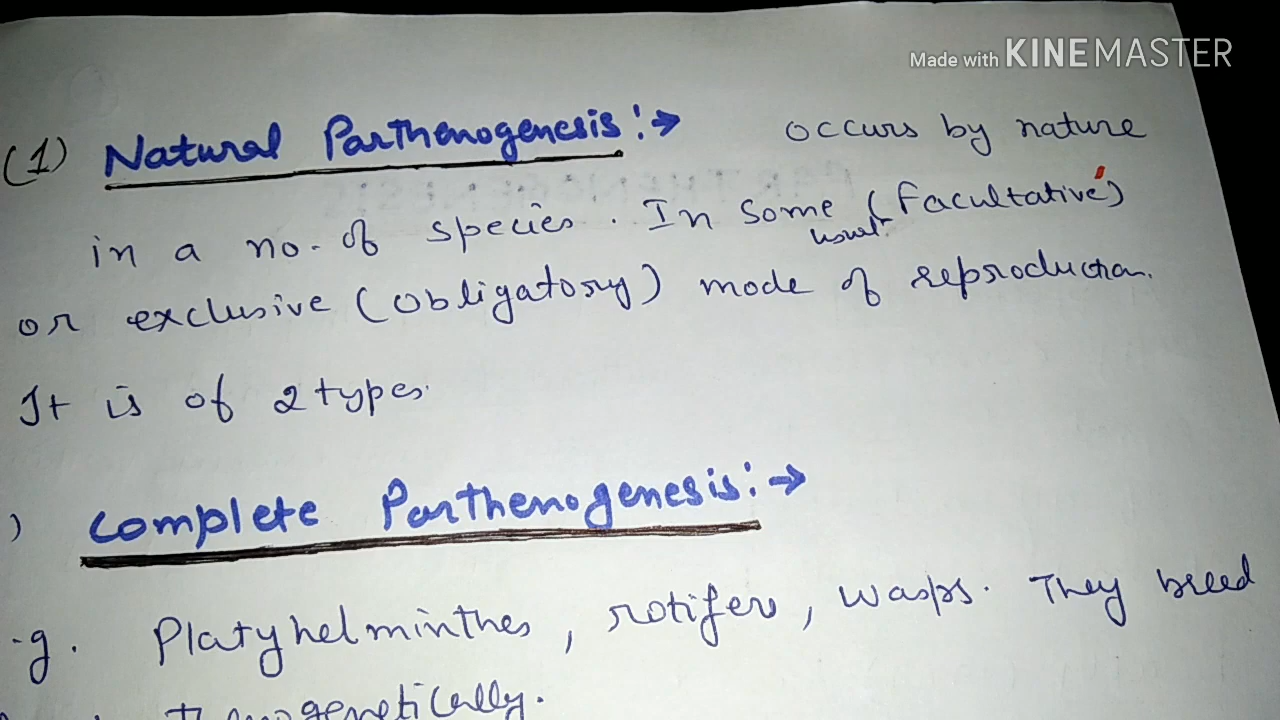 Made with KINEMASTER
(1) Natural Parthenogenesis :→ occurs by nature
in a no. of species. In some (facultative)
usual
or exclusive (obligatory) mode of reproduction.
It is of 2 types.
) Complete Parthenogenesis :→
.g. Platyhelminthes, rotifers, wasps. They breed